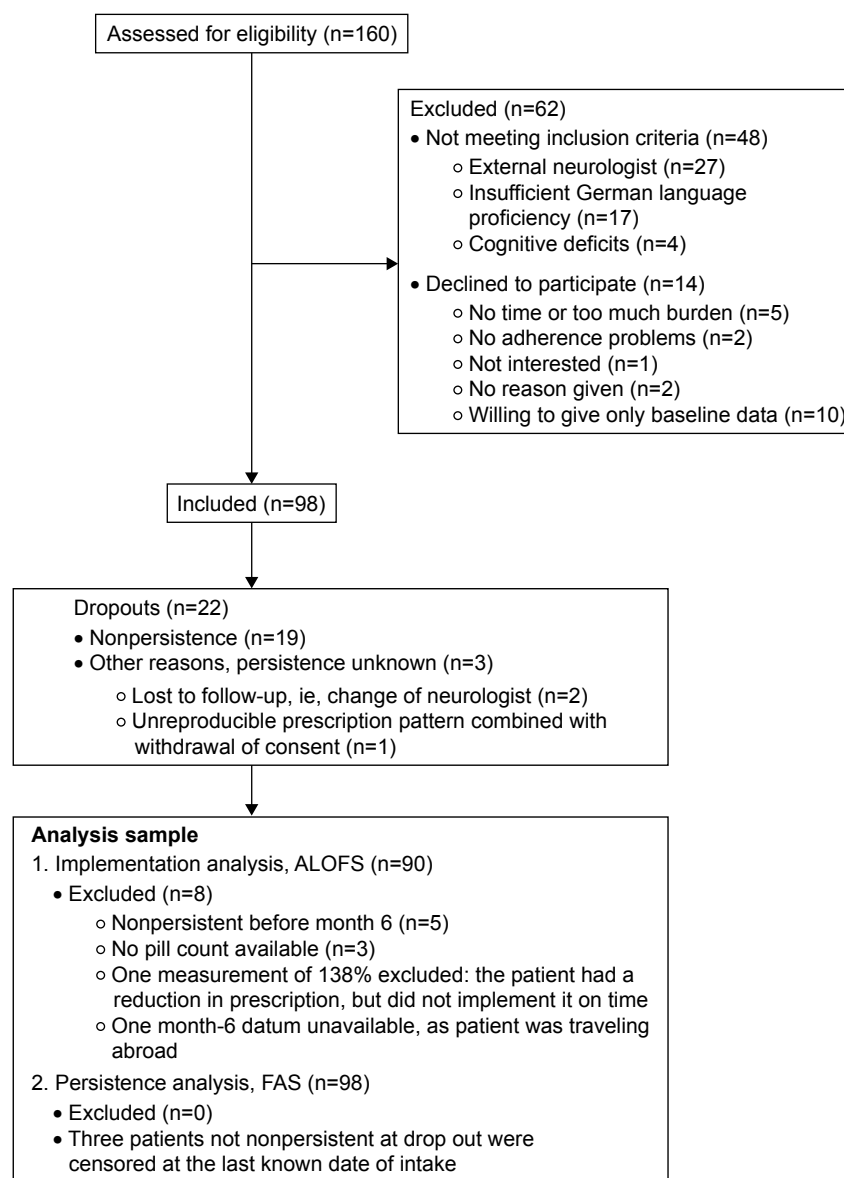 Assessed for eligibility (n=160)
Excluded (n=62)
• Not meeting inclusion criteria (n=48)
○ External neurologist (n=27)
○ Insufficient German language
proficiency (n=17)
○ Cognitive deficits (n=4)
• Declined to participate (n=14)
○ No time or too much burden (n=5)
○ No adherence problems (n=2)
○ Not interested (n=1)
○ No reason given (n=2)
○ Willing to give only baseline data (n=10)
Included (n=98)
Dropouts (n=22)
• Nonpersistence (n=19)
• Other reasons, persistence unknown (n=3)
○ Lost to follow-up, ie, change of neurologist (n=2)
○ Unreproducible prescription pattern combined with
withdrawal of consent (n=1)
Analysis sample
1. Implementation analysis, ALOFS (n=90)
• Excluded (n=8)
○ Nonpersistent before month 6 (n=5)
○ No pill count available (n=3)
○ One measurement of 138% excluded: the patient had a
reduction in prescription, but did not implement it on time
○ One month-6 datum unavailable, as patient was traveling
abroad
2. Persistence analysis, FAS (n=98)
• Excluded (n=0)
• Three patients not nonpersistent at drop out were
censored at the last known date of intake